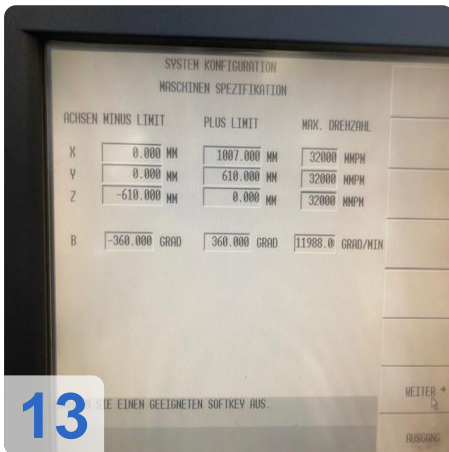 SYSTEM KONFIGURATION
MASCHINEN SPEZIFIKATION
ACHSEN MINUS LIMIT PLUS LIMIT MAX. DREHZAHL
X 0.000 MM 1007.000 MM 32000 MMPM
Y 0.000 MM 610.000 MM 32000 MMPM
Z -610.000 MM 0.000 MM 32000 MMPM
B -360.000 GRAD 360.000 GRAD 11988.0 GRAD/MIN
SIE EINEN GEEIGNETEN SOFTKEY AUS.
WEITER
AUSGANG
13